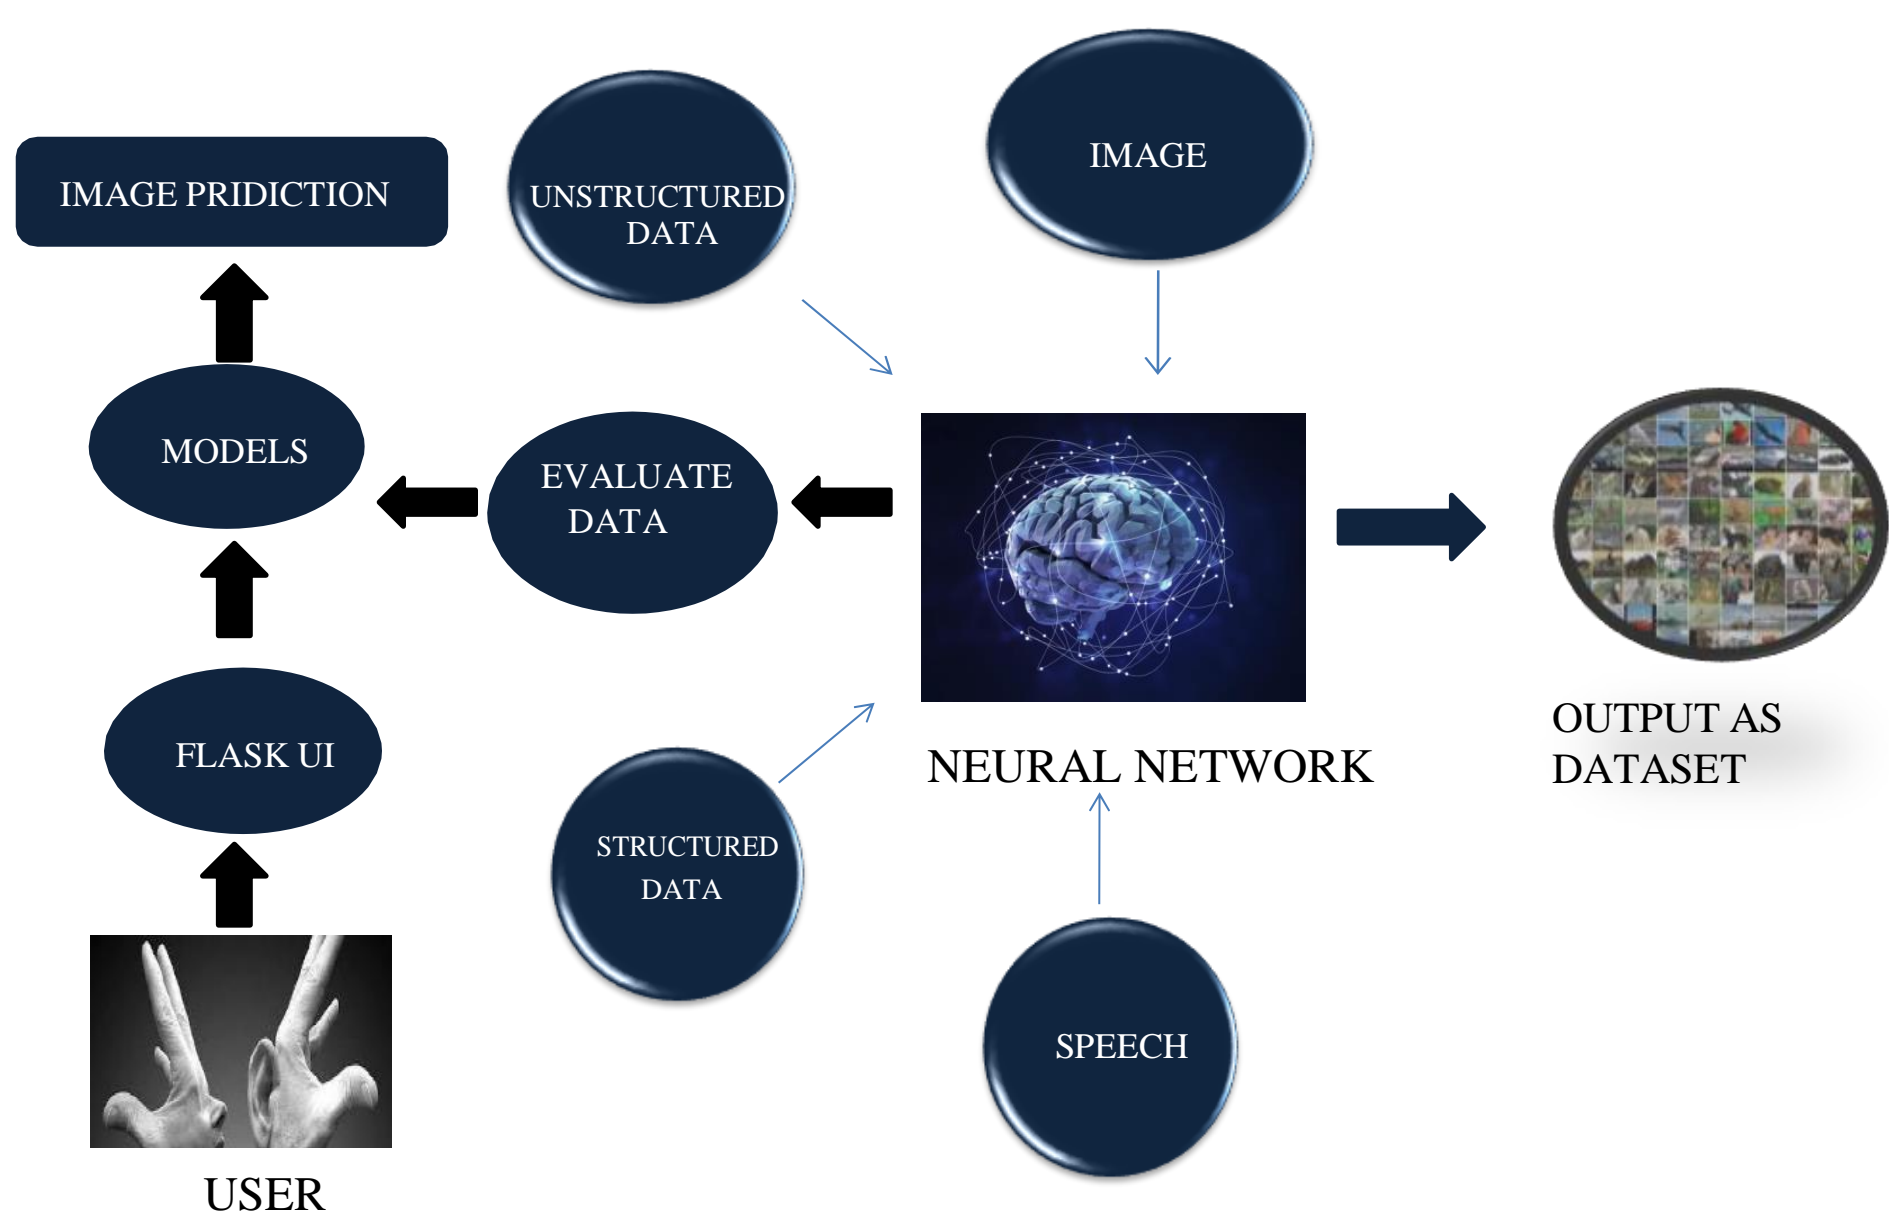 IMAGE PRIDICTION
UNSTRUCTURED
DATA
IMAGE
MODELS
EVALUATE
DATA
FLASK UI
NEURAL NETWORK
OUTPUT AS
DATASET
STRUCTURED
DATA
SPEECH
USER